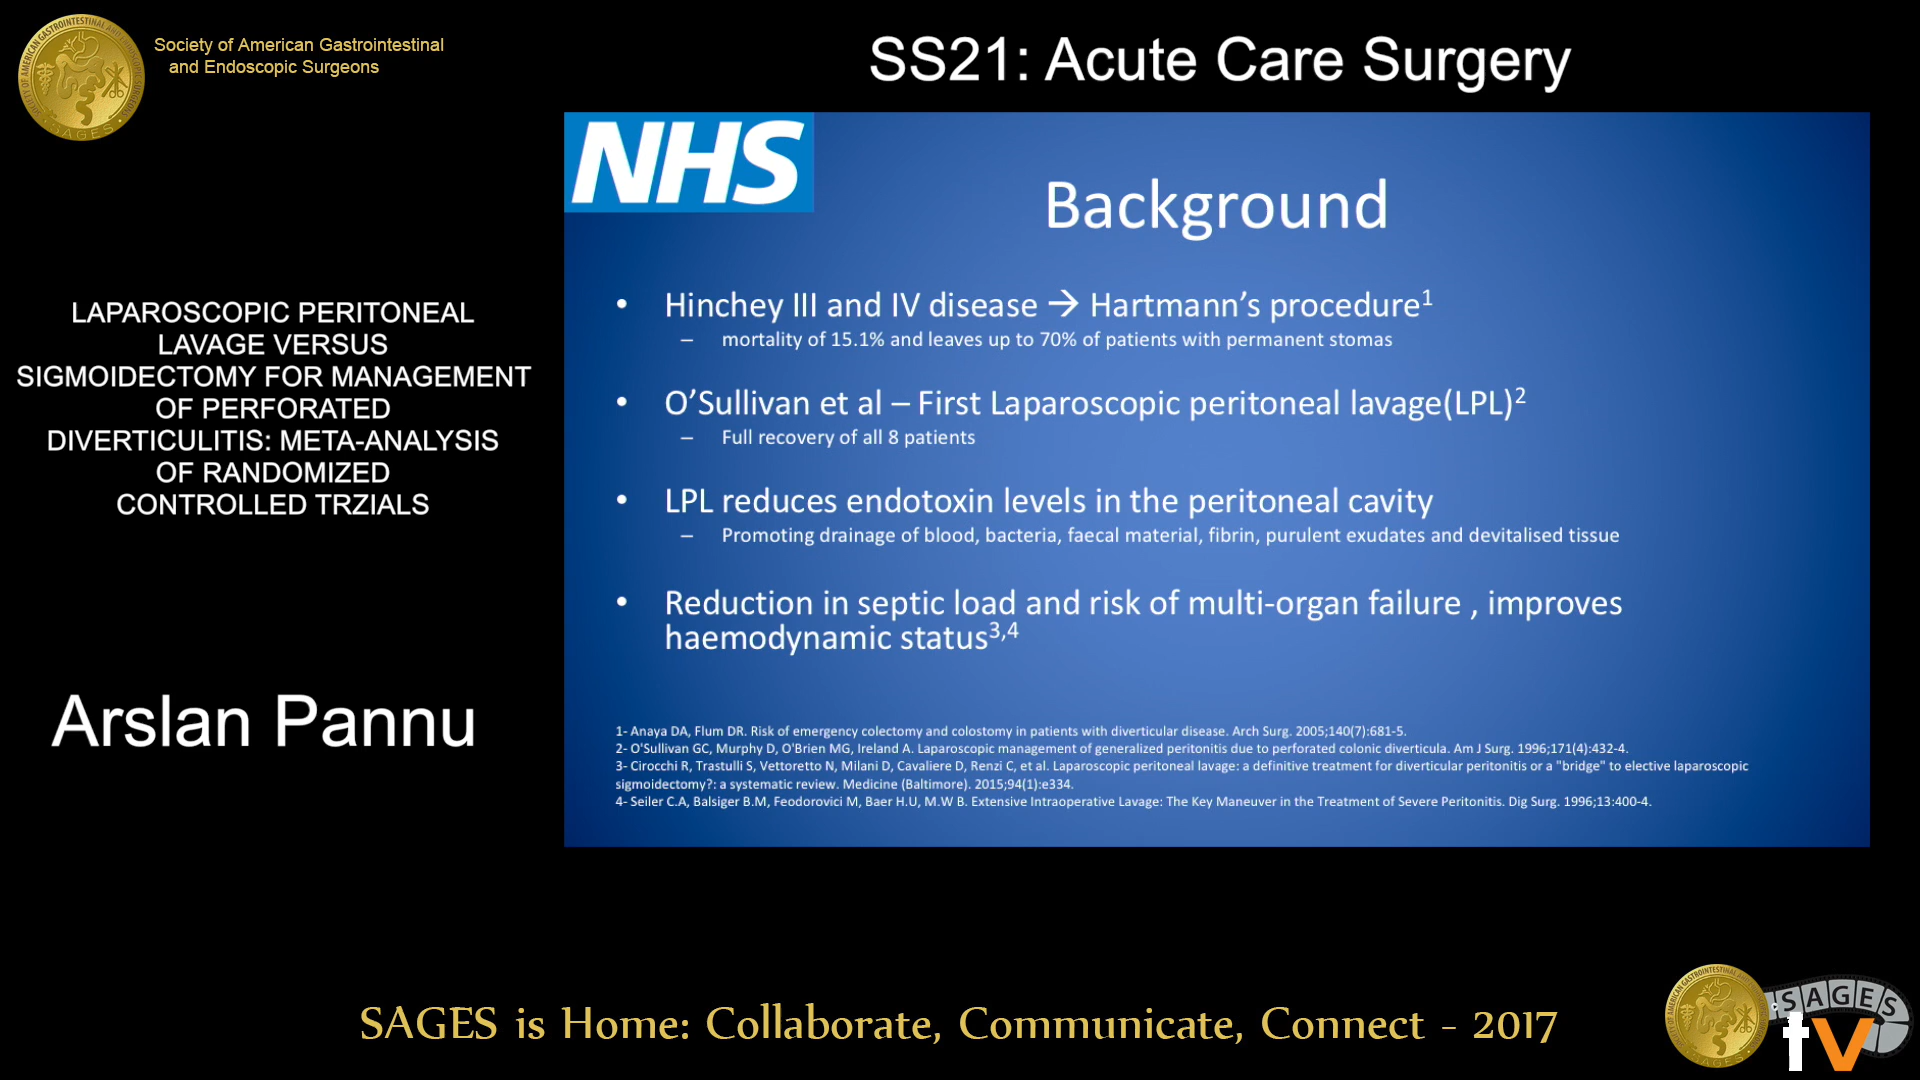 Society of American Gastrointestinal
and Endoscopic Surgeons
SS21: Acute Care Surgery
LAPAROSCOPIC PERITONEAL
LAVAGE VERSUS
SIGMOIDECTOMY FOR MANAGEMENT
OF PERFORATED
DIVERTICULITIS: META-ANALYSIS
OF RANDOMIZED
CONTROLLED TRZIALS
Arslan Pannu
NHS
Background
• Hinchey III and IV disease → Hartmann’s procedure1
– mortality of 15.1% and leaves up to 70% of patients with permanent stomas
• O’Sullivan et al – First Laparoscopic peritoneal lavage(LPL)2
– Full recovery of all 8 patients
• LPL reduces endotoxin levels in the peritoneal cavity
– Promoting drainage of blood, bacteria, faecal material, fibrin, purulent exudates and devitalised tissue
• Reduction in septic load and risk of multi-organ failure , improves
haemodynamic status3,4
1- Anaya DA, Flum DR. Risk of emergency colectomy and colostomy in patients with diverticular disease. Arch Surg. 2005;140(7):681-5.
2- O'Sullivan GC, Murphy D, O'Brien MG, Ireland A. Laparoscopic management of generalized peritonitis due to perforated colonic diverticula. Am J Surg. 1996;171(4):432-4.
3- Cirocchi R, Trastulli S, Vettoretto N, Milani D, Cavaliere D, Renzi C, et al. Laparoscopic peritoneal lavage: a definitive treatment for diverticular peritonitis or a "bridge" to elective laparoscopic
sigmoidectomy?: a systematic review. Medicine (Baltimore). 2015;94(1):e334.
4- Seiler C.A, Balsiger B.M, Feodorovici M, Baer H.U, M.W B. Extensive Intraoperative Lavage: The Key Maneuver in the Treatment of Severe Peritonitis. Dig Surg. 1996;13:400-4.
SAGES is Home: Collaborate, Communicate, Connect - 2017
SAGES
tv